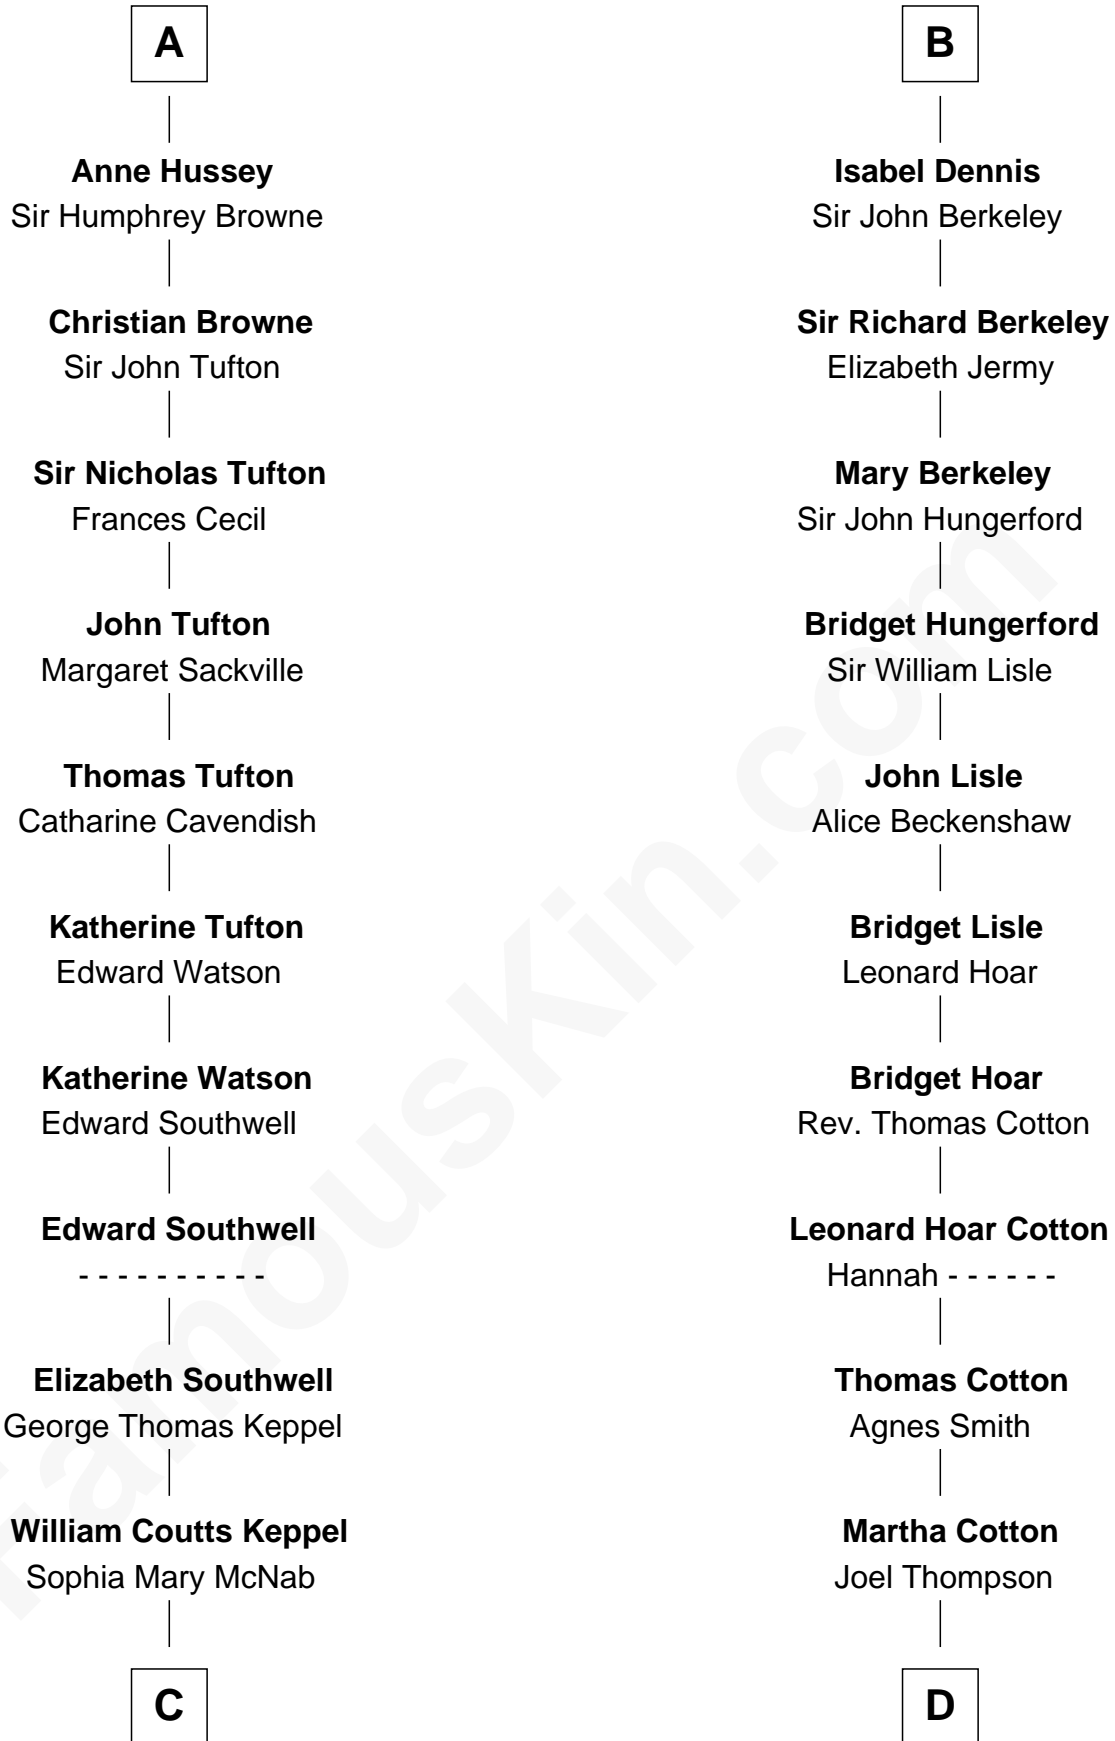 A
Anne Hussey
Sir Humphrey Browne
Christian Browne
Sir John Tufton
Sir Nicholas Tufton
Frances Cecil
John Tufton
Margaret Sackville
Thomas Tufton
Catharine Cavendish
Katherine Tufton
Edward Watson
Katherine Watson
Edward Southwell
Edward Southwell
- - - - - - - - - -
Elizabeth Southwell
George Thomas Keppel
William Coutts Keppel
Sophia Mary McNab
C
B
Isabel Dennis
Sir John Berkeley
Sir Richard Berkeley
Elizabeth Jermy
Mary Berkeley
Sir John Hungerford
Bridget Hungerford
Sir William Lisle
John Lisle
Alice Beckenshaw
Bridget Lisle
Leonard Hoar
Bridget Hoar
Rev. Thomas Cotton
Leonard Hoar Cotton
Hannah - - - - - -
Thomas Cotton
Agnes Smith
Martha Cotton
Joel Thompson
D
FamousKin.com